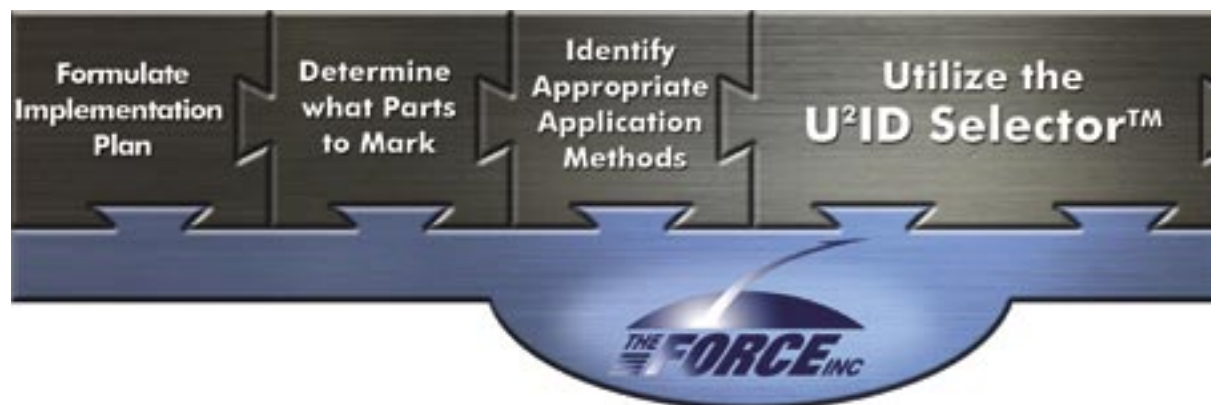 Formulate
Implementation
Plan
Determine
what Parts
to Mark
Identify
Appropriate
Application
Methods
Utilize the
U²ID Selector™
THE FORCE INC